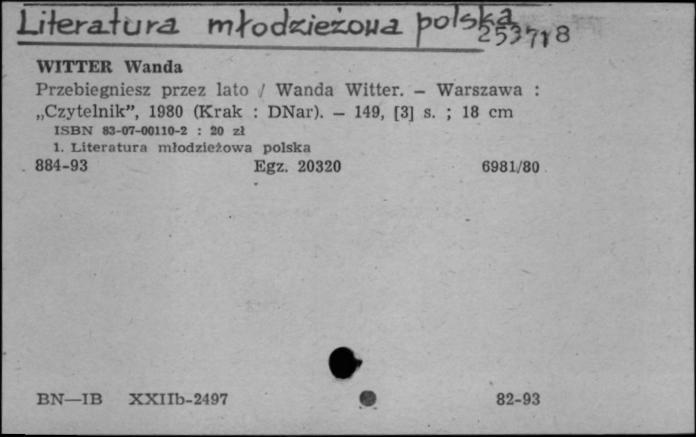 Literatura młodzieżowa polska
253718
WITTER Wanda
Przebiegniesz przez lato / Wanda Witter. — Warszawa :
„Czytelnik”, 1980 (Krak : DNar). — 149, [3] s. ; 18 cm
ISBN 83-07-00110-2 : 20 zł
1. Literatura młodzieżowa polska
884-93 Egz. 20320 6981/80
BN—IB XXIIb-2497 82-93